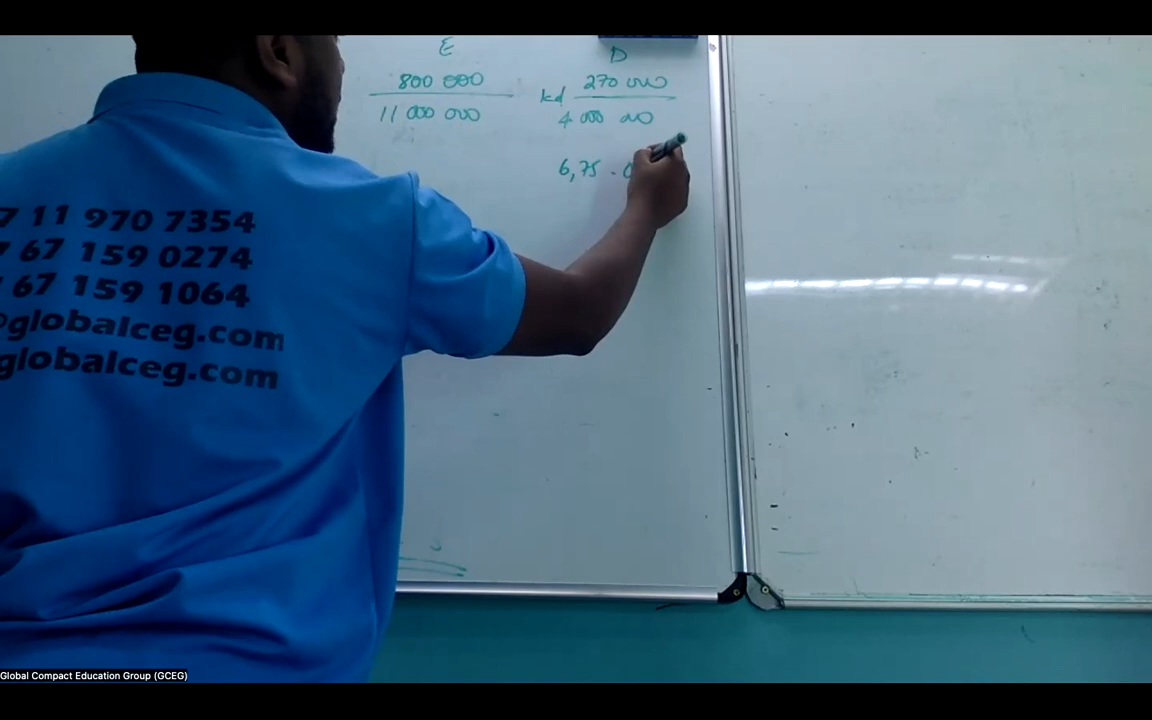 E
D
800 000
kd
270 000
11 000 000
4 000 000
6,75 -
7 11 970 7354
7 67 159 0274
67 159 1064
@globalceg.com
globalceg.com
Global Compact Education Group (GCEG)